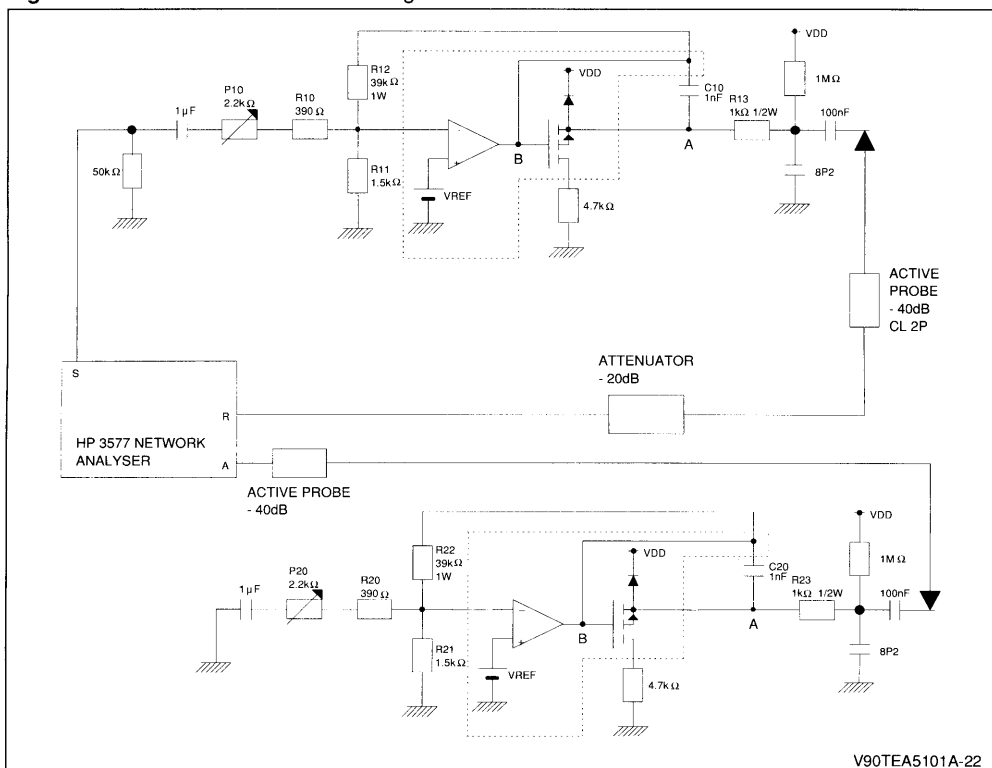 VDD
R12
39kΩ
1W
P10
2.2kΩ
R10
390 Ω
1µF
VDD
C10
1nF
R13
1kΩ 1/2W
1MΩ
100nF
-
+
B
A
50kΩ
R11
1.5kΩ
VREF
4.7kΩ
8P2
ACTIVE
PROBE
- 40dB
CL 2P
ATTENUATOR
- 20dB
S
R
HP 3577 NETWORK
ANALYSER
A
ACTIVE PROBE
- 40dB
VDD
VDD
R22
39kΩ
1W
C20
1nF
1MΩ
P20
2.2kΩ
1µF
R20
390 Ω
R23
1kΩ 1/2W
100nF
-
+
B
A
R21
1.5kΩ
VREF
4.7kΩ
8P2
V90TEA5101A-22